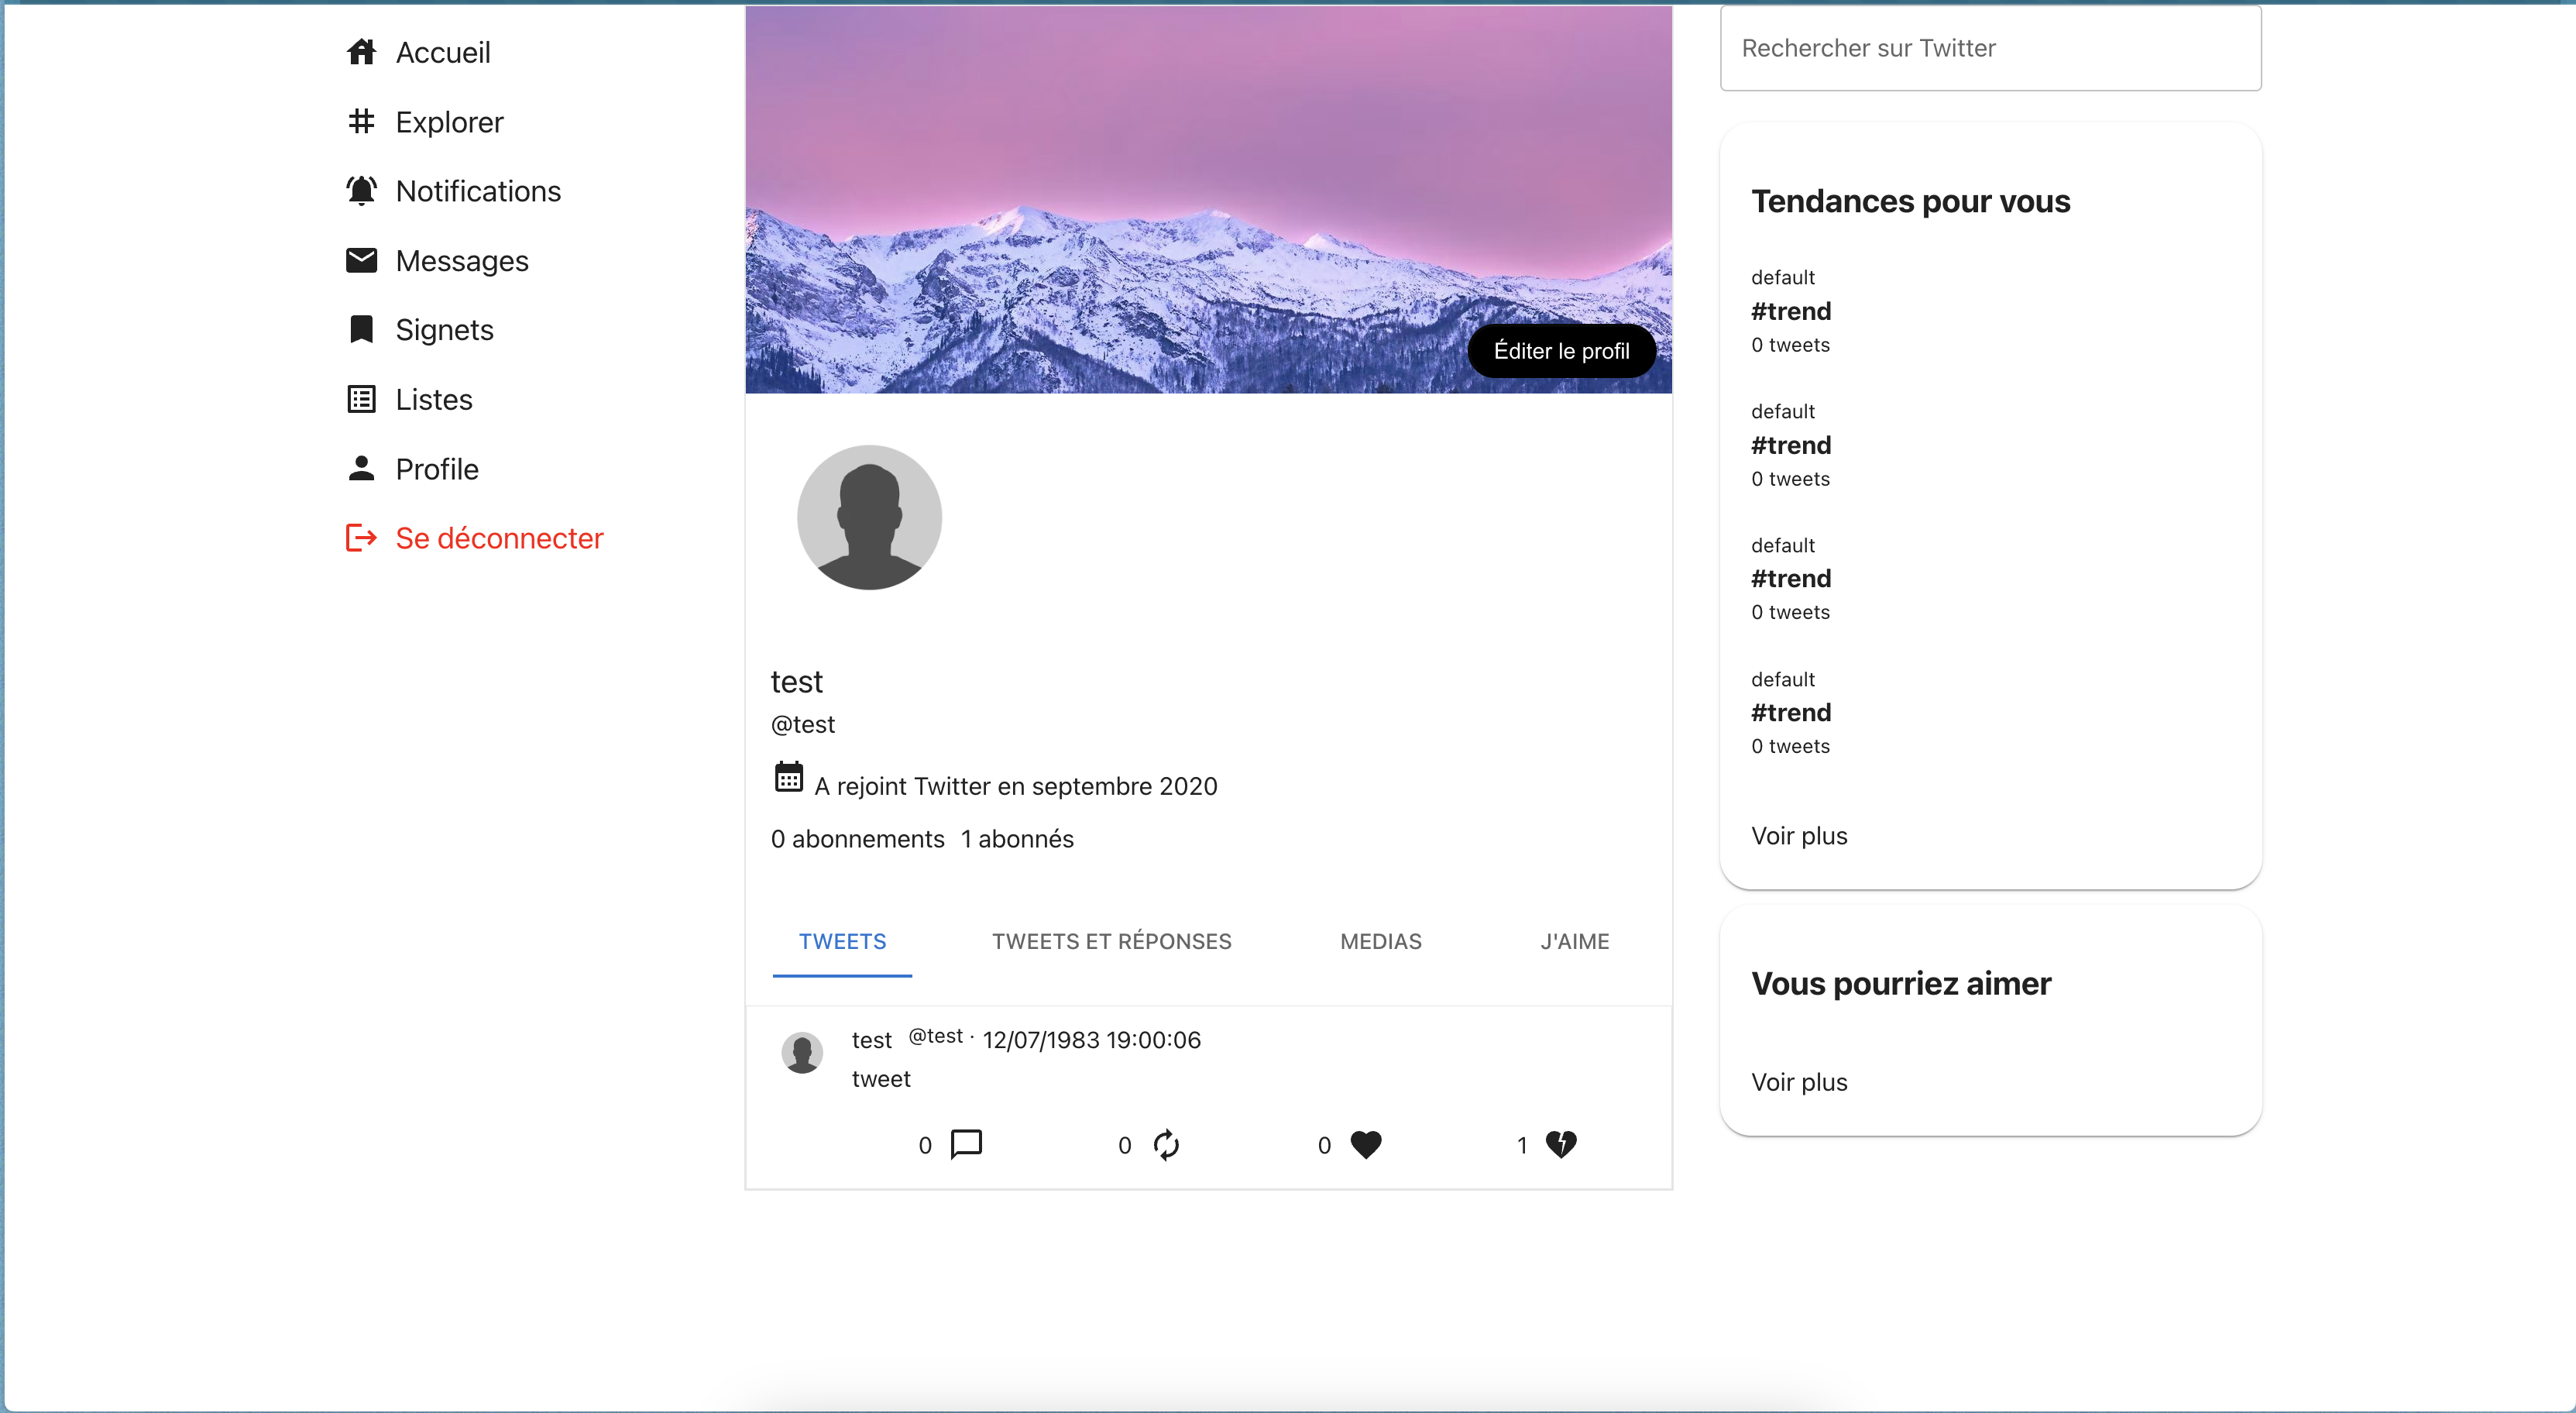 Accueil
Explorer
Notifications
Messages
Signets
Listes
Profile
Se déconnecter
Éditer le profil
test
@test
A rejoint Twitter en septembre 2020
0 abonnements 1 abonnés
TWEETS TWEETS ET RÉPONSES MEDIAS J'AIME
test @test · 12/07/1983 19:00:06
tweet
0 0 0 1
Rechercher sur Twitter
Tendances pour vous
default
#trend
0 tweets
default
#trend
0 tweets
default
#trend
0 tweets
default
#trend
0 tweets
Voir plus
Vous pourriez aimer
Voir plus